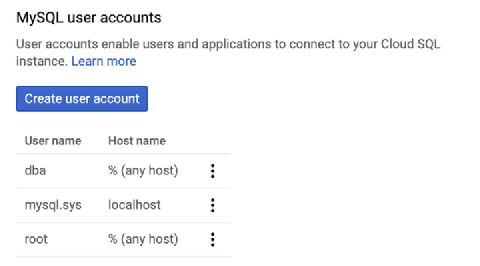 MySQL user accounts
User accounts enable users and applications to connect to your Cloud SQL
instance. Learn more
Create user account
User name Host name
dba % (any host)
mysql.sys localhost
root % (any host)